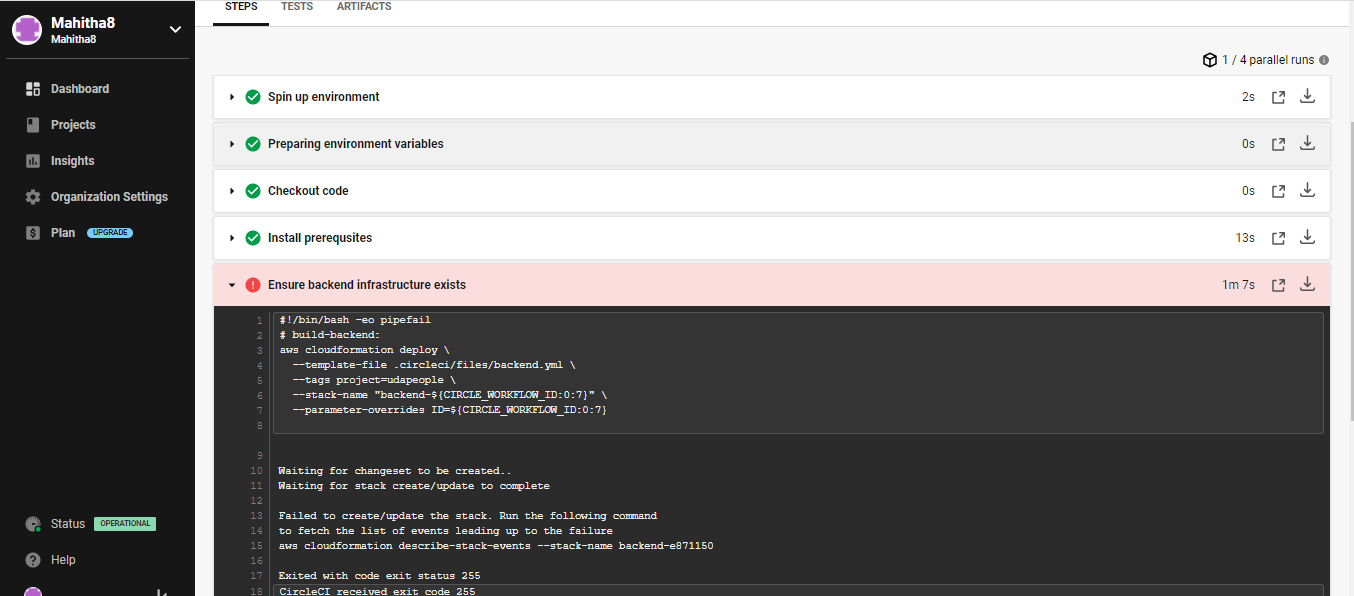 Mahitha8
Mahitha8
Dashboard
Projects
Insights
Organization Settings
Plan UPGRADE
Status OPERATIONAL
Help
STEPS TESTS ARTIFACTS
1 / 4 parallel runs
Spin up environment 2s
Preparing environment variables 0s
Checkout code 0s
Install prerequsites 13s
Ensure backend infrastructure exists 1m 7s
1 #!/bin/bash -eo pipefail
2 # build-backend:
3 aws cloudformation deploy \
4 --template-file .circleci/files/backend.yml \
5 --tags project=udapeople \
6 --stack-name "backend-${CIRCLE_WORKFLOW_ID:0:7}" \
7 --parameter-overrides ID=${CIRCLE_WORKFLOW_ID:0:7}
8
9
10 Waiting for changeset to be created..
11 Waiting for stack create/update to complete
12
13 Failed to create/update the stack. Run the following command
14 to fetch the list of events leading up to the failure
15 aws cloudformation describe-stack-events --stack-name backend-e871150
16
17 Exited with code exit status 255
18 CircleCI received exit code 255